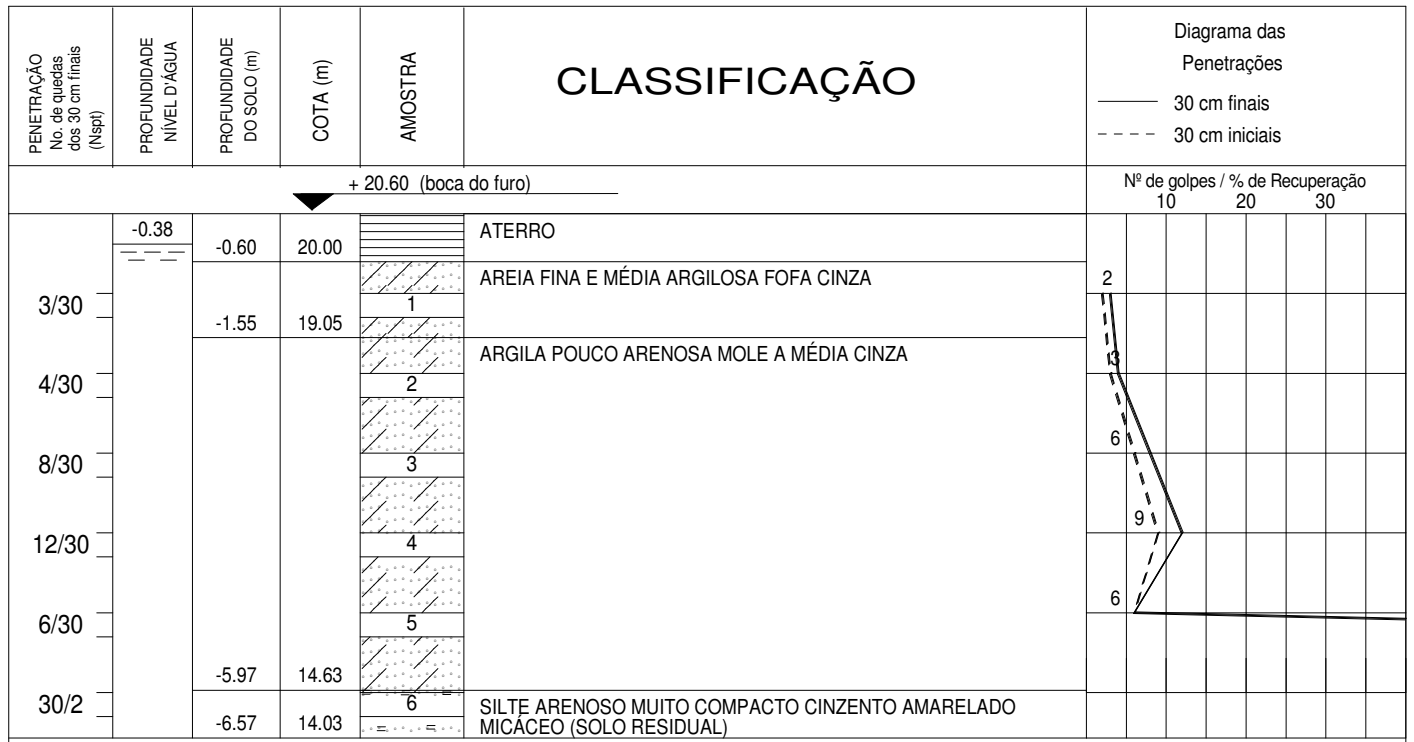 PENETRAÇÃO
No. de quedas
dos 30 cm finais
(Nspt)
PROFUNDIDADE
NÍVEL D'ÁGUA
PROFUNDIDADE
DO SOLO (m)
COTA (m)
AMOSTRA
CLASSIFICAÇÃO
Diagrama das
Penetrações
30 cm finais
30 cm iniciais
+ 20.60 (boca do furo)
Nº de golpes / % de Recuperação
10 20 30
-0.38
-0.60 20.00
ATERRO
AREIA FINA E MÉDIA ARGILOSA FOFA CINZA
2
3/30
1
-1.55 19.05
ARGILA POUCO ARENOSA MOLE A MÉDIA CINZA
3
4/30
2
6
8/30
3
9
12/30
4
6
6/30
5
-5.97 14.63
30/2
6
SILTE ARENOSO MUITO COMPACTO CINZENTO AMARELADO
MICÁCEO (SOLO RESIDUAL)
-6.57 14.03